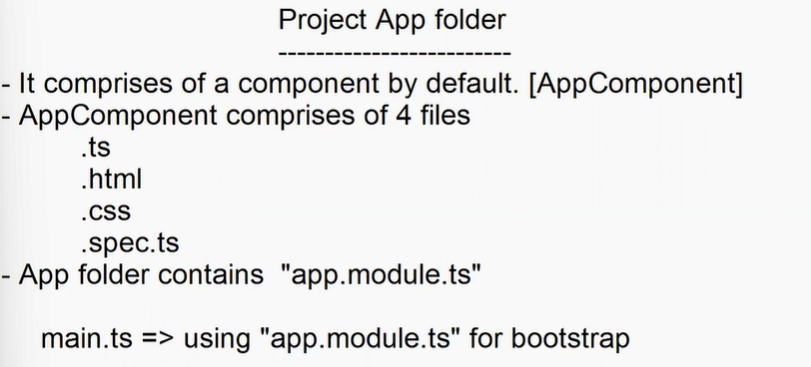 Project App folder
--------------------------
- It comprises of a component by default. [AppComponent]
- AppComponent comprises of 4 files
.ts
.html
.css
.spec.ts
- App folder contains  "app.module.ts"
main.ts => using "app.module.ts" for bootstrap